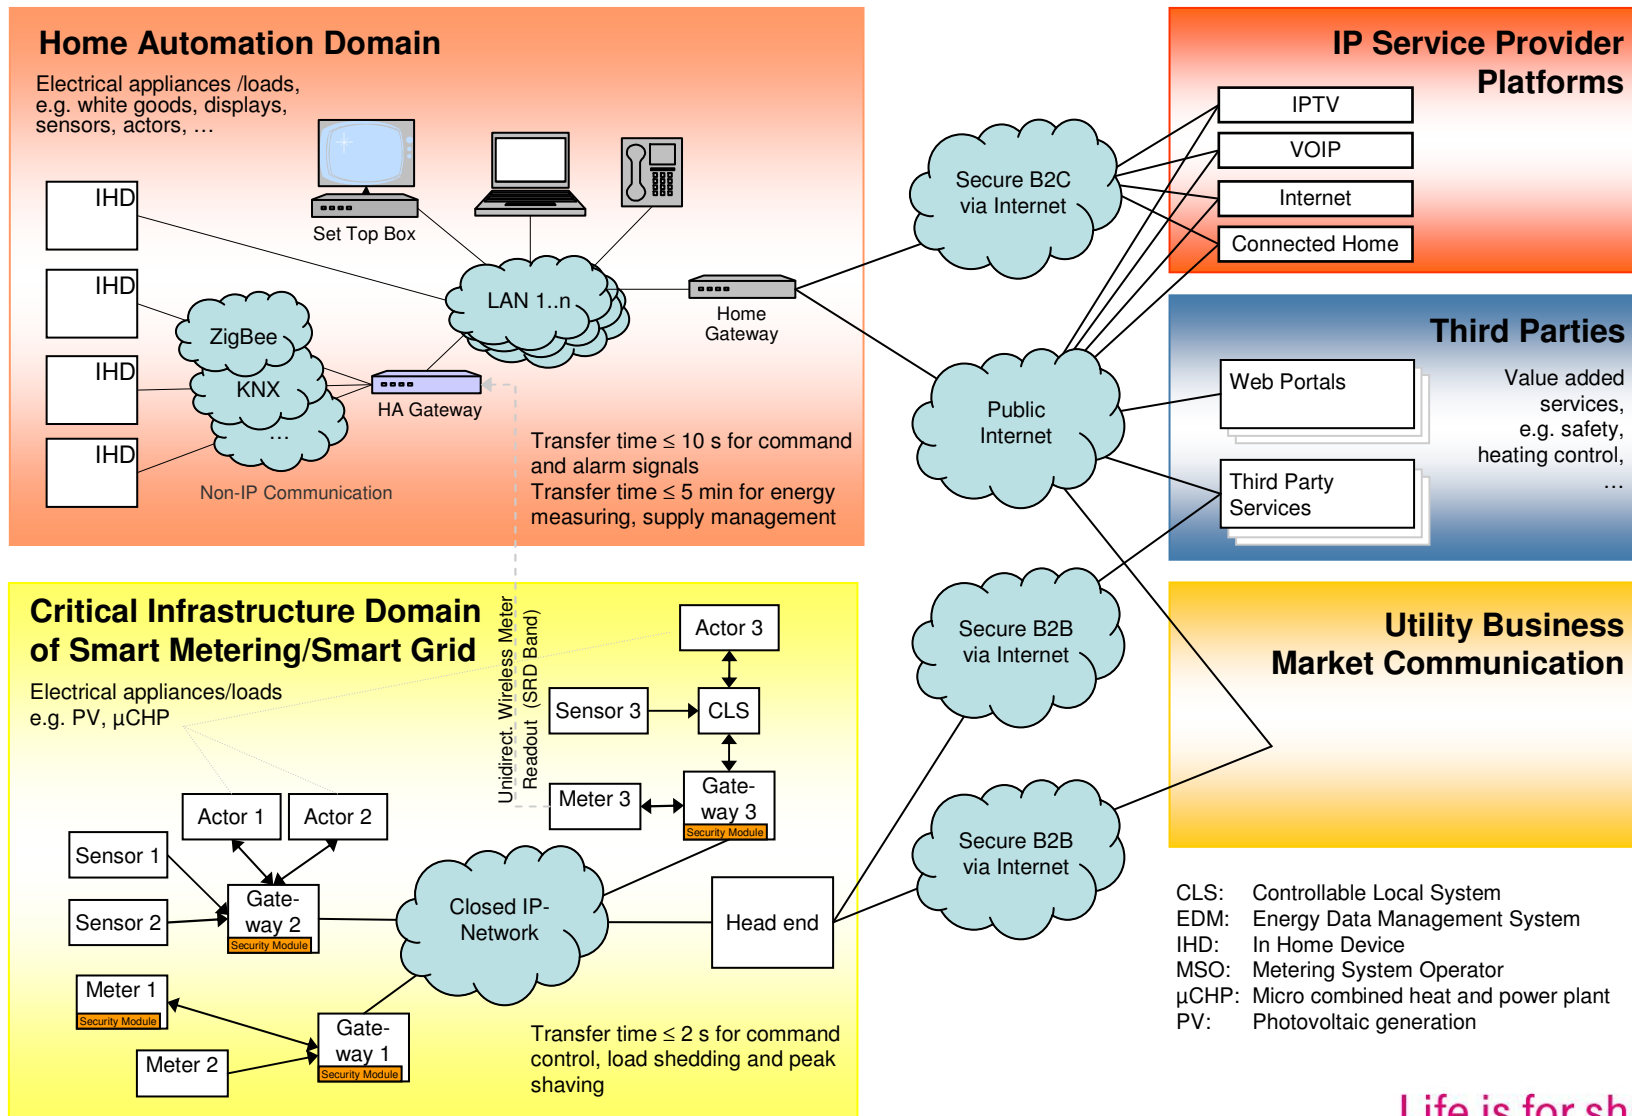 Home Automation Domain
Electrical appliances /loads,
e.g. white goods, displays,
sensors, actors, …
IHD
IHD
IHD
IHD
Set Top Box
LAN 1..n
Home
Gateway
ZigBee
KNX
…
HA Gateway
Non-IP Communication
Transfer time ≤ 10 s for command
and alarm signals
Transfer time ≤ 5 min for energy
measuring, supply management
Secure B2C
via Internet
Public
Internet
Secure B2B
via Internet
Secure B2B
via Internet
IP Service Provider
Platforms
IPTV
VOIP
Internet
Connected Home
Third Parties
Web Portals
Third Party
Services
Value added
services,
e.g. safety,
heating control,
…
Utility Business
Market Communication
Critical Infrastructure Domain
of Smart Metering/Smart Grid
Electrical appliances/loads
e.g. PV, µCHP
Unidirect. Wireless Meter
Readout (SRD Band)
Actor 3
Sensor 3
CLS
Meter 3
Gate-
way 3
Security Module
Actor 1
Actor 2
Sensor 1
Sensor 2
Gate-
way 2
Security Module
Meter 1
Security Module
Meter 2
Gate-
way 1
Security Module
Closed IP-
Network
Head end
Transfer time ≤ 2 s for command
control, load shedding and peak
shaving
CLS: Controllable Local System
EDM: Energy Data Management System
IHD: In Home Device
MSO: Metering System Operator
µCHP: Micro combined heat and power plant
PV: Photovoltaic generation
Life is for sh